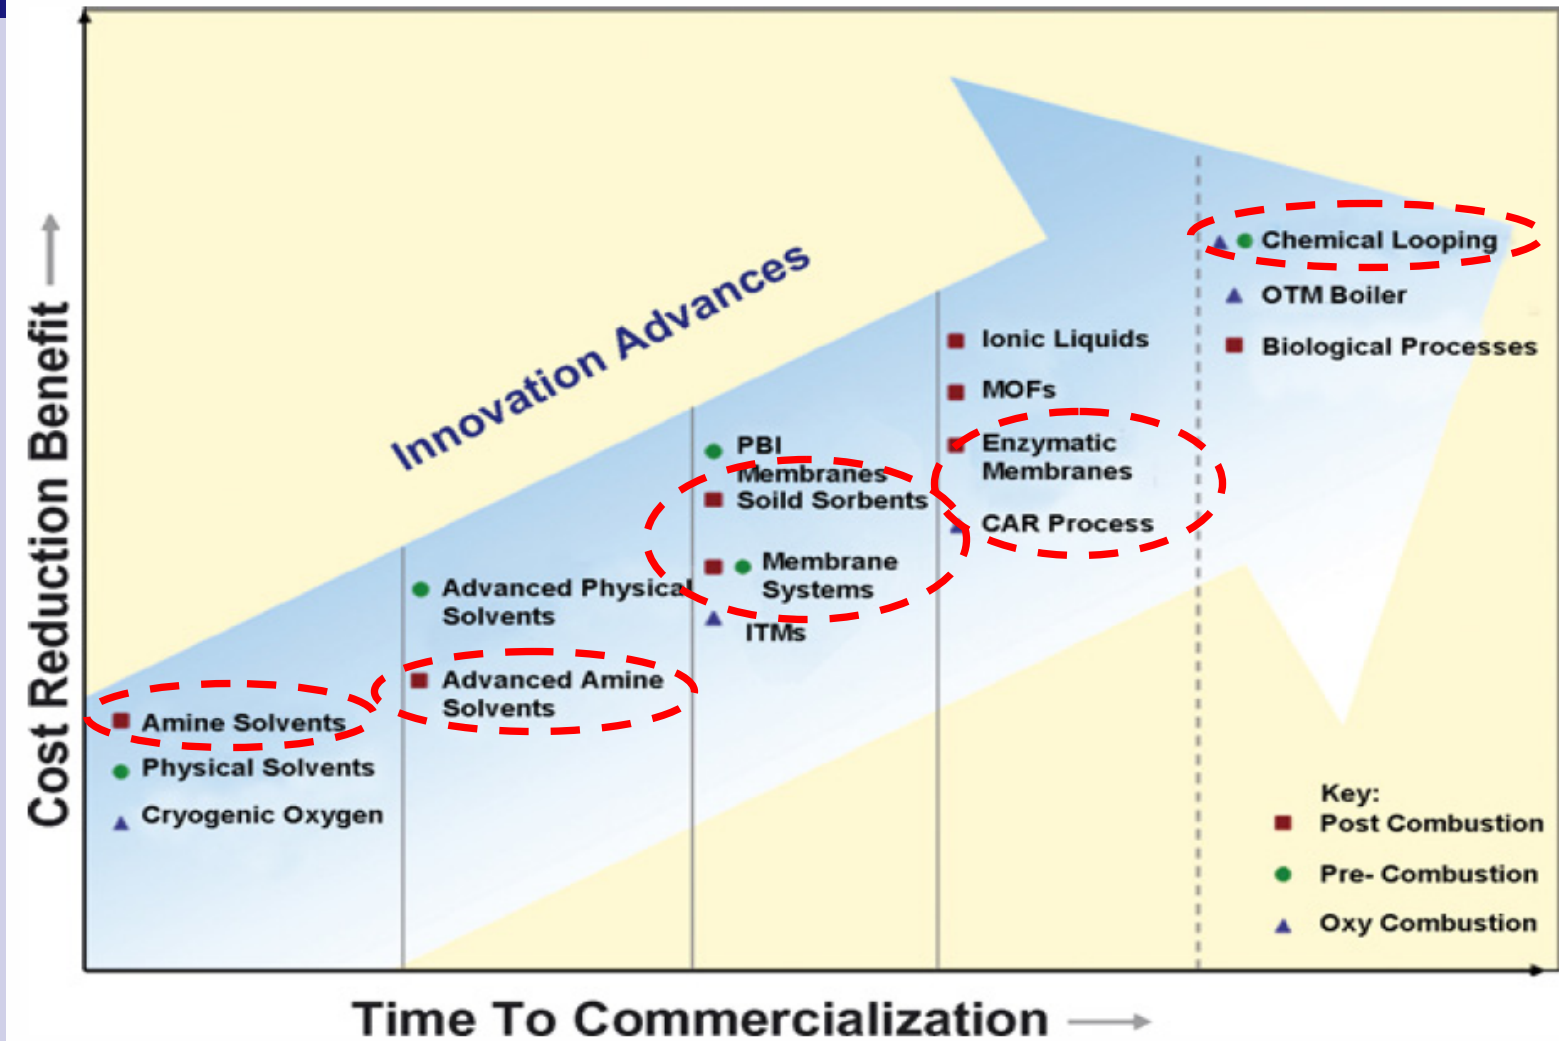 Cost Reduction Benefit
Innovation Advances
Amine Solvents
Physical Solvents
Cryogenic Oxygen
Advanced Physical
Solvents
Advanced Amine
Solvents
PBI
Membranes
Soild Sorbents
Membrane
Systems
ITMs
Ionic Liquids
MOFs
Enzymatic
Membranes
CAR Process
Chemical Looping
OTM Boiler
Biological Processes
Key:
Post Combustion
Pre- Combustion
Oxy Combustion
Time To Commercialization